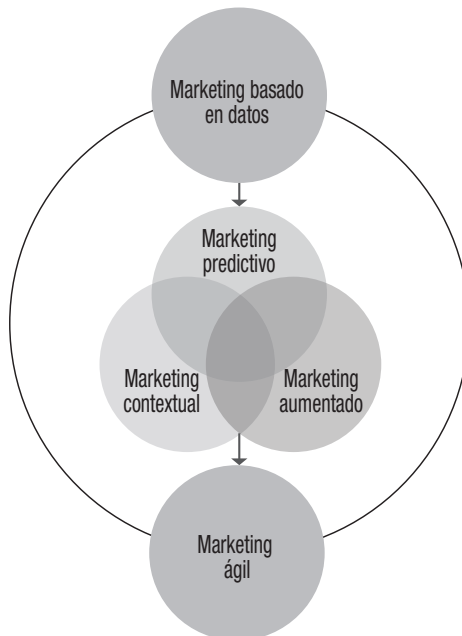 Marketing basado
en datos
Marketing
predictivo
Marketing
contextual
Marketing
aumentado
Marketing
ágil